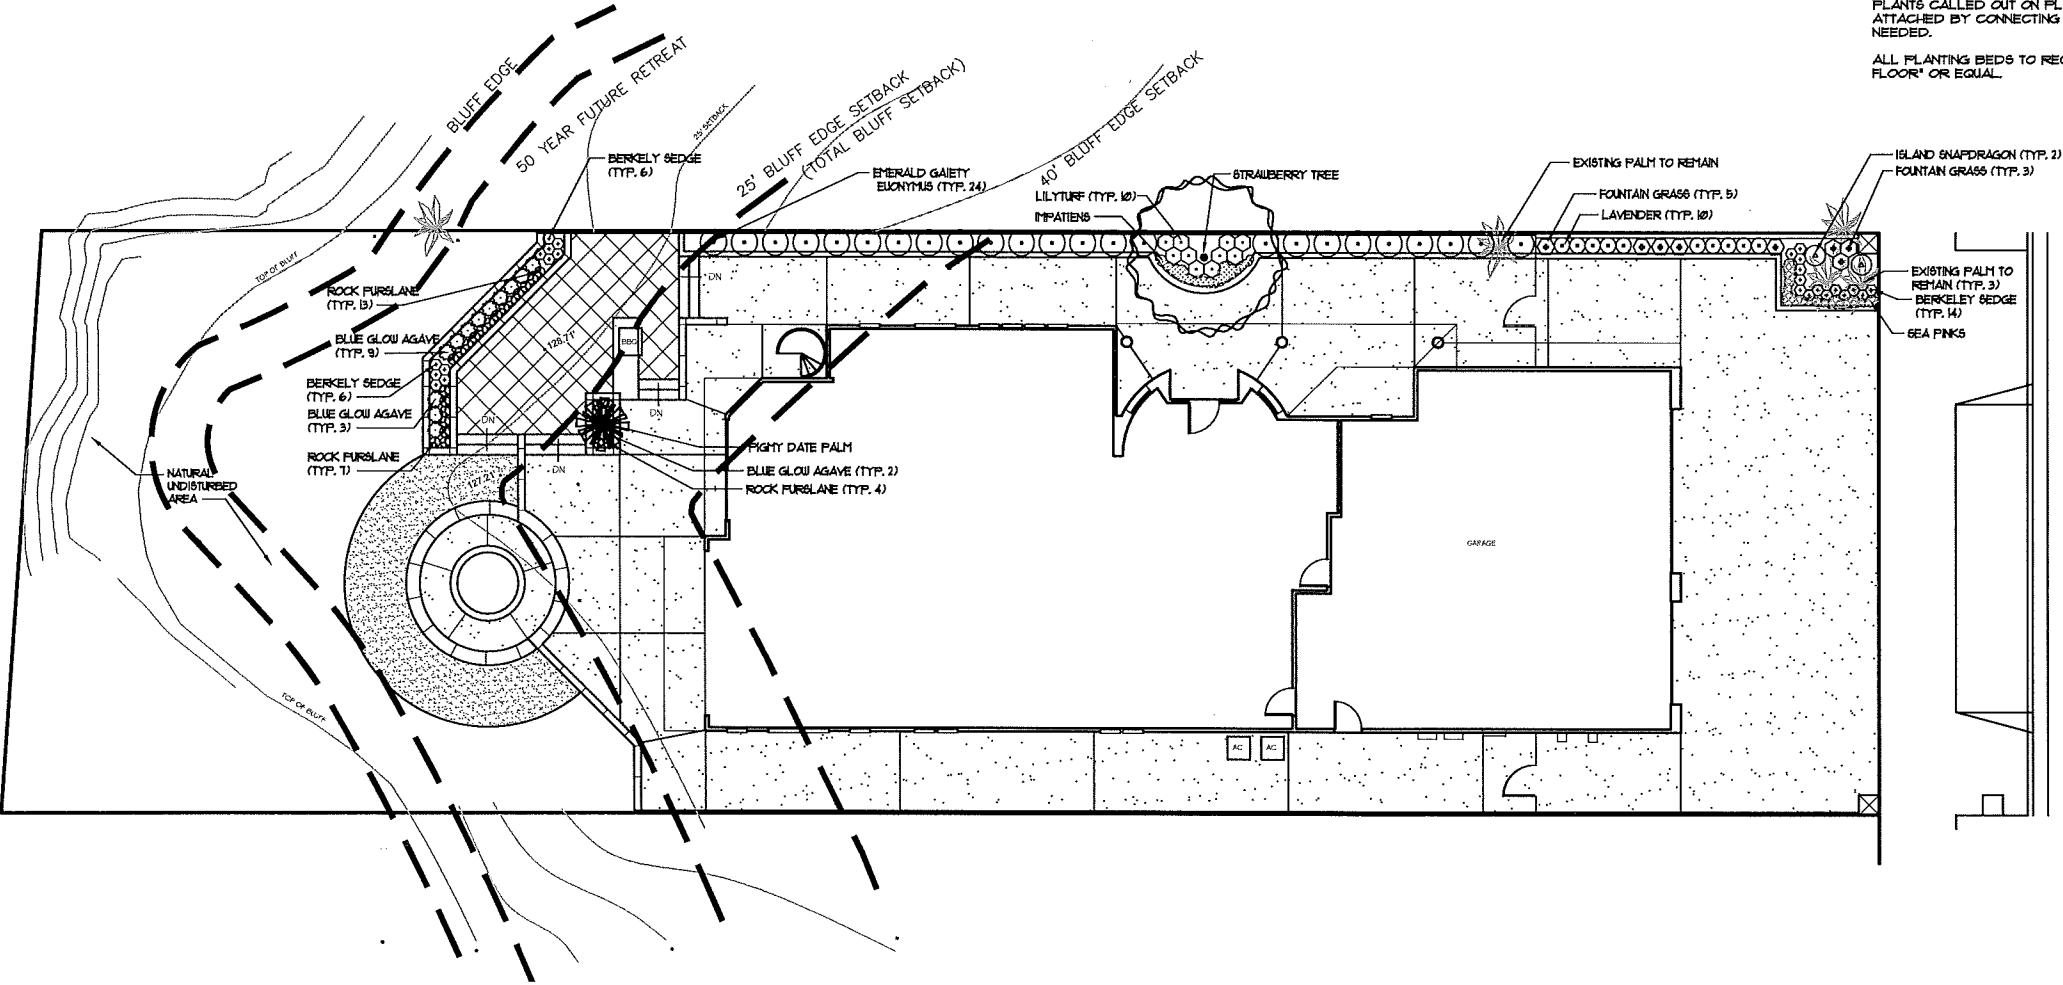 PLANTS CALLED OUT ON PL
ATTACHED BY CONNECTING
NEEDED.
ALL PLANTING BEDS TO REC
FLOOR" OR EQUAL.
BLUFF EDGE
50 YEAR FUTURE RETREAT
25' SETBACK
25' BLUFF EDGE SETBACK
(TOTAL BLUFF SETBACK)
40' BLUFF EDGE SETBACK
BERKELY SEDGE
(TYP. 6)
EMERALD GAIETY
EUONYMUS (TYP. 24)
LILYTURF (TYP. 10)
IMPATIENS
STRAWBERRY TREE
EXISTING PALM TO REMAIN
FOUNTAIN GRASS (TYP. 5)
LAVENDER (TYP. 10)
ISLAND SNAPDRAGON (TYP. 2)
FOUNTAIN GRASS (TYP. 3)
EXISTING PALM TO
REMAIN (TYP. 3)
BERKELEY SEDGE
(TYP. 14)
SEA PINKS
TOP OF BLUFF
ROCK PURSLANE
(TYP. 13)
BLUE GLOW AGAVE
(TYP. 9)
BERKELY SEDGE
(TYP. 6)
BLUE GLOW AGAVE
(TYP. 3)
ROCK PURSLANE
(TYP. 7)
NATURAL
UNDISTURBED
AREA
DN
128.71'
BBQ
DN
DN
DN
127.21'
PIGMY DATE PALM
BLUE GLOW AGAVE (TYP. 2)
ROCK PURSLANE (TYP. 4)
GARAGE
TOP OF BLUFF
AC
AC